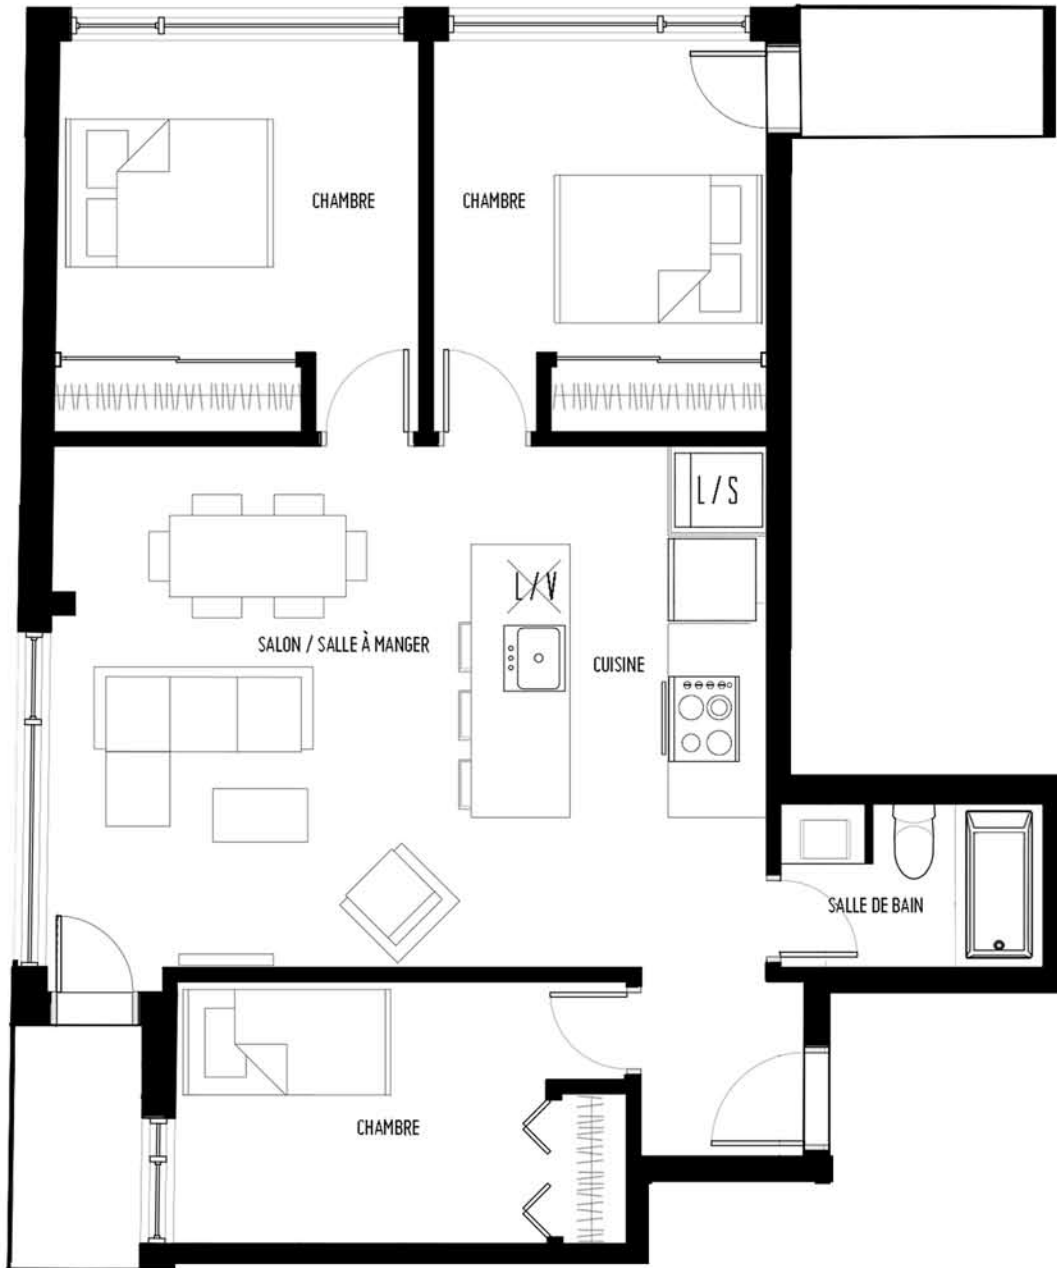 CHAMBRE
CHAMBRE
L / S
L / V
SALON / SALLE À MANGER
CUISINE
SALLE DE BAIN
CHAMBRE